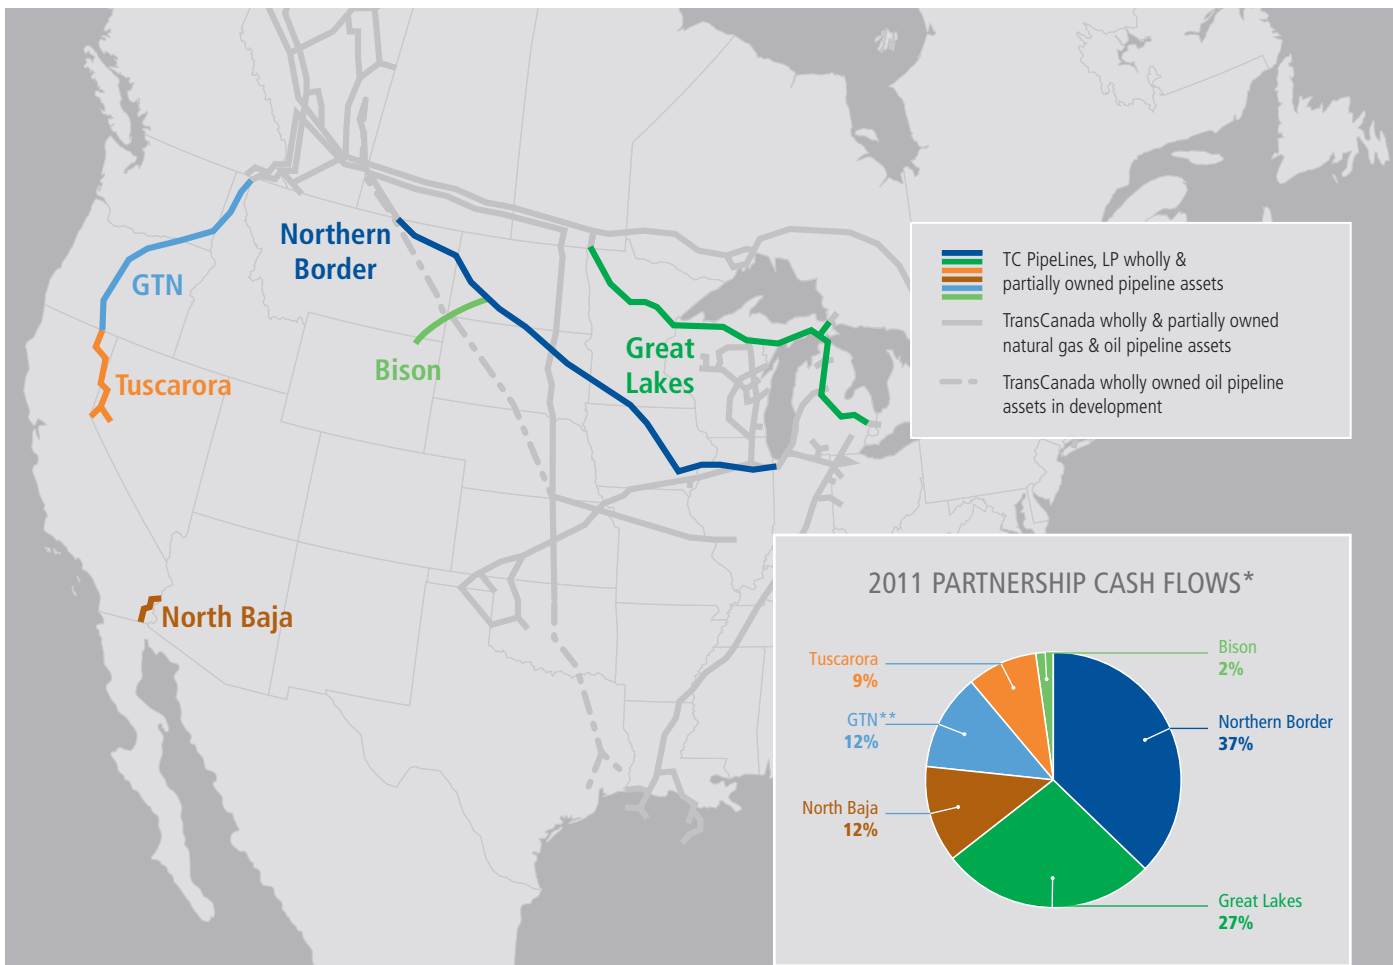 Northern
Border
GTN
Bison
Great
Lakes
Tuscarora
North Baja
TC PipeLines, LP wholly &
partially owned pipeline assets
TransCanada wholly & partially owned
natural gas & oil pipeline assets
TransCanada wholly owned oil pipeline
assets in development
2011 PARTNERSHIP CASH FLOWS*
Tuscarora
9%
GTN**
12%
North Baja
12%
Bison
2%
Northern Border
37%
Great Lakes
27%